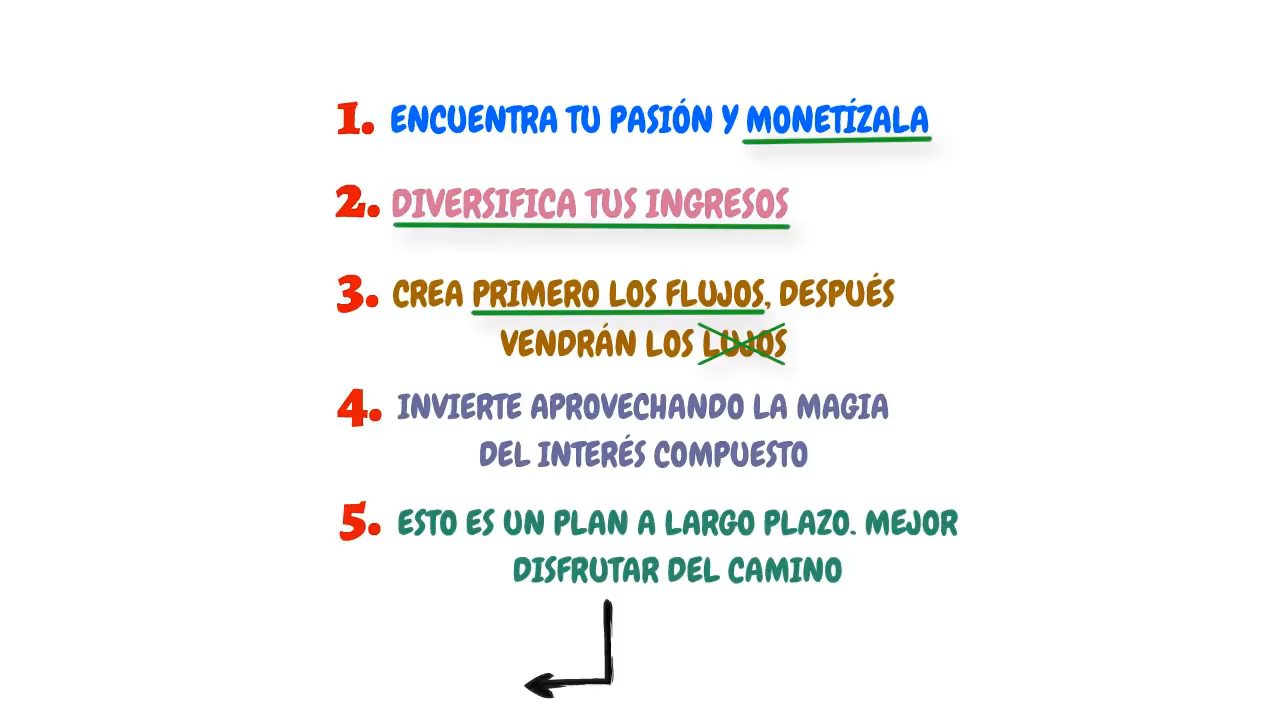 1. ENCUENTRA TU PASIÓN Y MONETÍZALA
2. DIVERSIFICA TUS INGRESOS
3. CREA PRIMERO LOS FLUJOS, DESPUÉS
VENDRÁN LOS LUJOS
4. INVIERTE APROVECHANDO LA MAGIA
DEL INTERÉS COMPUESTO
5. ESTO ES UN PLAN A LARGO PLAZO. MEJOR
DISFRUTAR DEL CAMINO